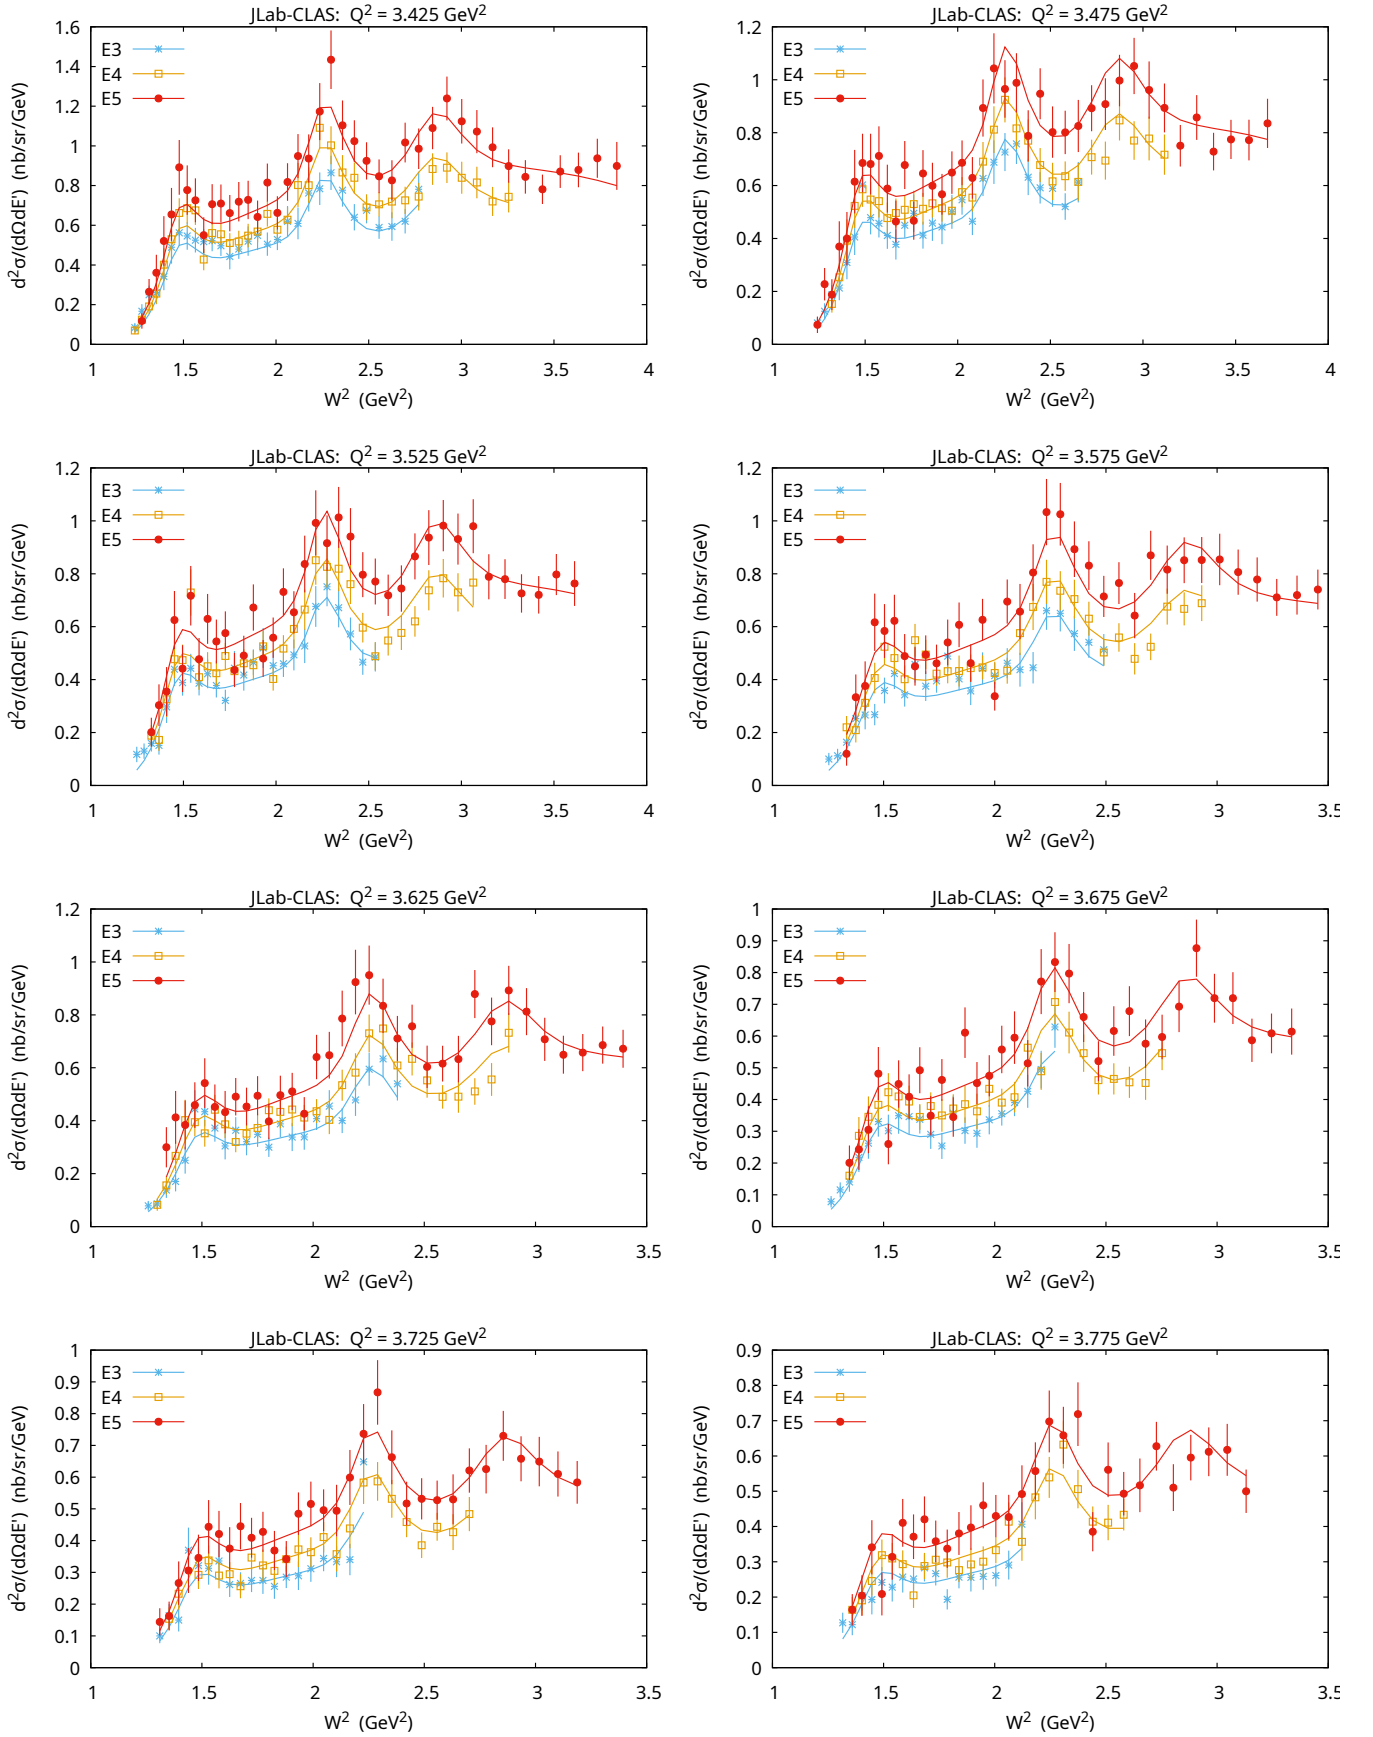 JLab-CLAS: Q² = 3.425 GeV²
d²σ/(dΩdE') (nb/sr/GeV)
1.6
1.4
1.2
1
0.8
0.6
0.4
0.2
0
E3
E4
E5
1 1.5 2 2.5 3 3.5 4
W² (GeV²)
JLab-CLAS: Q² = 3.475 GeV²
d²σ/(dΩdE') (nb/sr/GeV)
1.2
1
0.8
0.6
0.4
0.2
0
E3
E4
E5
1 1.5 2 2.5 3 3.5 4
W² (GeV²)
JLab-CLAS: Q² = 3.525 GeV²
d²σ/(dΩdE') (nb/sr/GeV)
1.2
1
0.8
0.6
0.4
0.2
0
E3
E4
E5
1 1.5 2 2.5 3 3.5 4
W² (GeV²)
JLab-CLAS: Q² = 3.575 GeV²
d²σ/(dΩdE') (nb/sr/GeV)
1.2
1
0.8
0.6
0.4
0.2
0
E3
E4
E5
1 1.5 2 2.5 3 3.5
W² (GeV²)
JLab-CLAS: Q² = 3.625 GeV²
d²σ/(dΩdE') (nb/sr/GeV)
1.2
1
0.8
0.6
0.4
0.2
0
E3
E4
E5
1 1.5 2 2.5 3 3.5
W² (GeV²)
JLab-CLAS: Q² = 3.675 GeV²
d²σ/(dΩdE') (nb/sr/GeV)
1
0.9
0.8
0.7
0.6
0.5
0.4
0.3
0.2
0.1
0
E3
E4
E5
1 1.5 2 2.5 3 3.5
W² (GeV²)
JLab-CLAS: Q² = 3.725 GeV²
d²σ/(dΩdE') (nb/sr/GeV)
1
0.9
0.8
0.7
0.6
0.5
0.4
0.3
0.2
0.1
0
E3
E4
E5
1 1.5 2 2.5 3 3.5
W² (GeV²)
JLab-CLAS: Q² = 3.775 GeV²
d²σ/(dΩdE') (nb/sr/GeV)
0.9
0.8
0.7
0.6
0.5
0.4
0.3
0.2
0.1
0
E3
E4
E5
1 1.5 2 2.5 3 3.5
W² (GeV²)